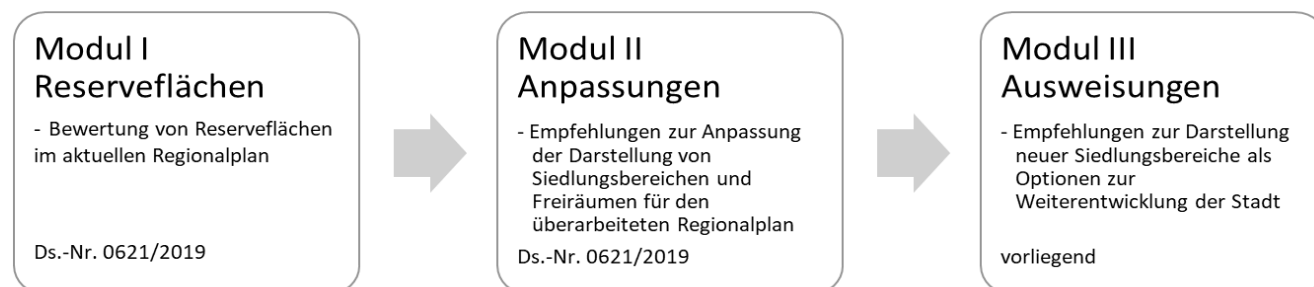 Modul I
Reserveflächen
- Bewertung von Reserveflächen
im aktuellen Regionalplan
Ds.-Nr. 0621/2019
Modul II
Anpassungen
- Empfehlungen zur Anpassung
der Darstellung von
Siedlungsbereichen und
Freiräumen für den
überarbeiteten Regionalplan
Ds.-Nr. 0621/2019
Modul III
Ausweisungen
- Empfehlungen zur Darstellung
neuer Siedlungsbereiche als
Optionen zur
Weiterentwicklung der Stadt
vorliegend